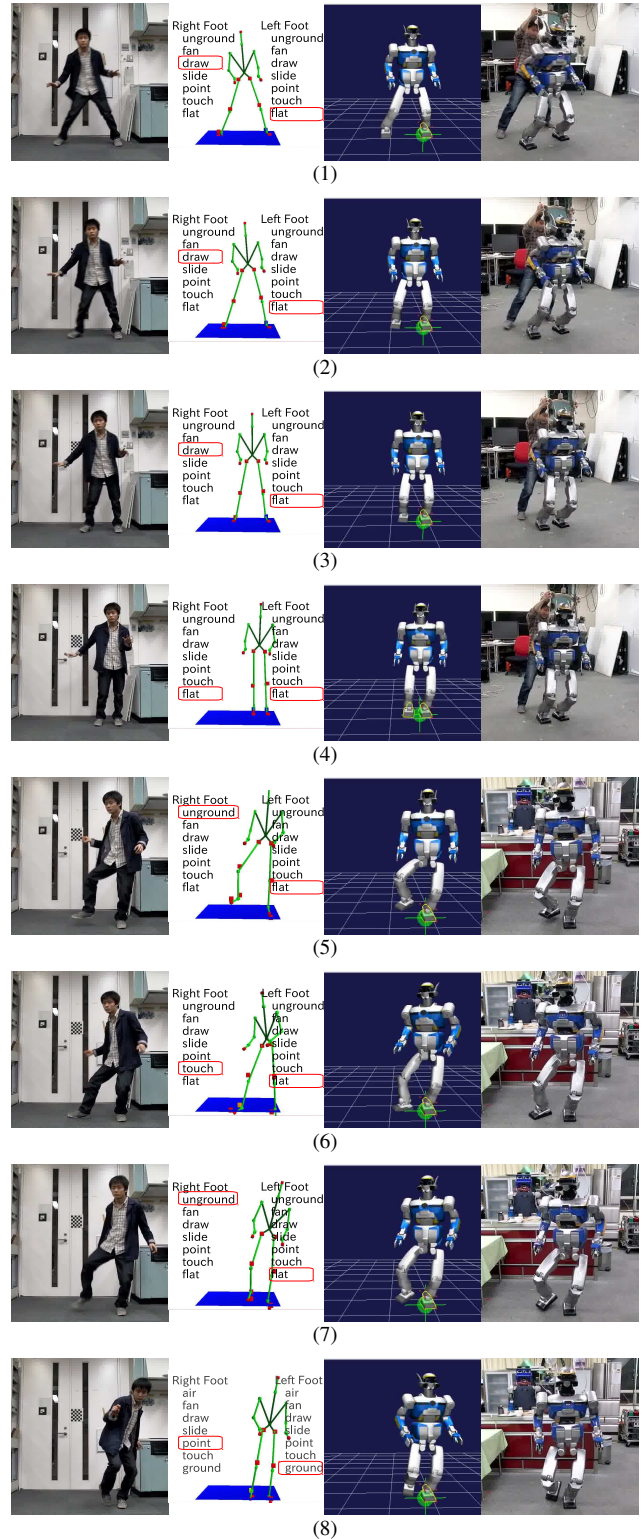 Right Foot Left Foot
unground unground
fan fan
draw draw
slide slide
point point
touch touch
flat flat
(1)
Right Foot Left Foot
unground unground
fan fan
draw draw
slide slide
point point
touch touch
flat flat
(2)
Right Foot Left Foot
unground unground
fan fan
draw draw
slide slide
point point
touch touch
flat flat
(3)
Right Foot Left Foot
unground unground
fan fan
draw draw
slide slide
point point
touch touch
flat flat
(4)
Right Foot Left Foot
unground unground
fan fan
draw draw
slide slide
point point
touch touch
flat flat
(5)
Right Foot Left Foot
unground unground
fan fan
draw draw
slide slide
point point
touch touch
flat flat
(6)
Right Foot Left Foot
unground unground
fan fan
draw draw
slide slide
point point
touch touch
flat flat
(7)
Right Foot Left Foot
air air
fan fan
draw draw
slide slide
point point
touch touch
ground ground
(8)